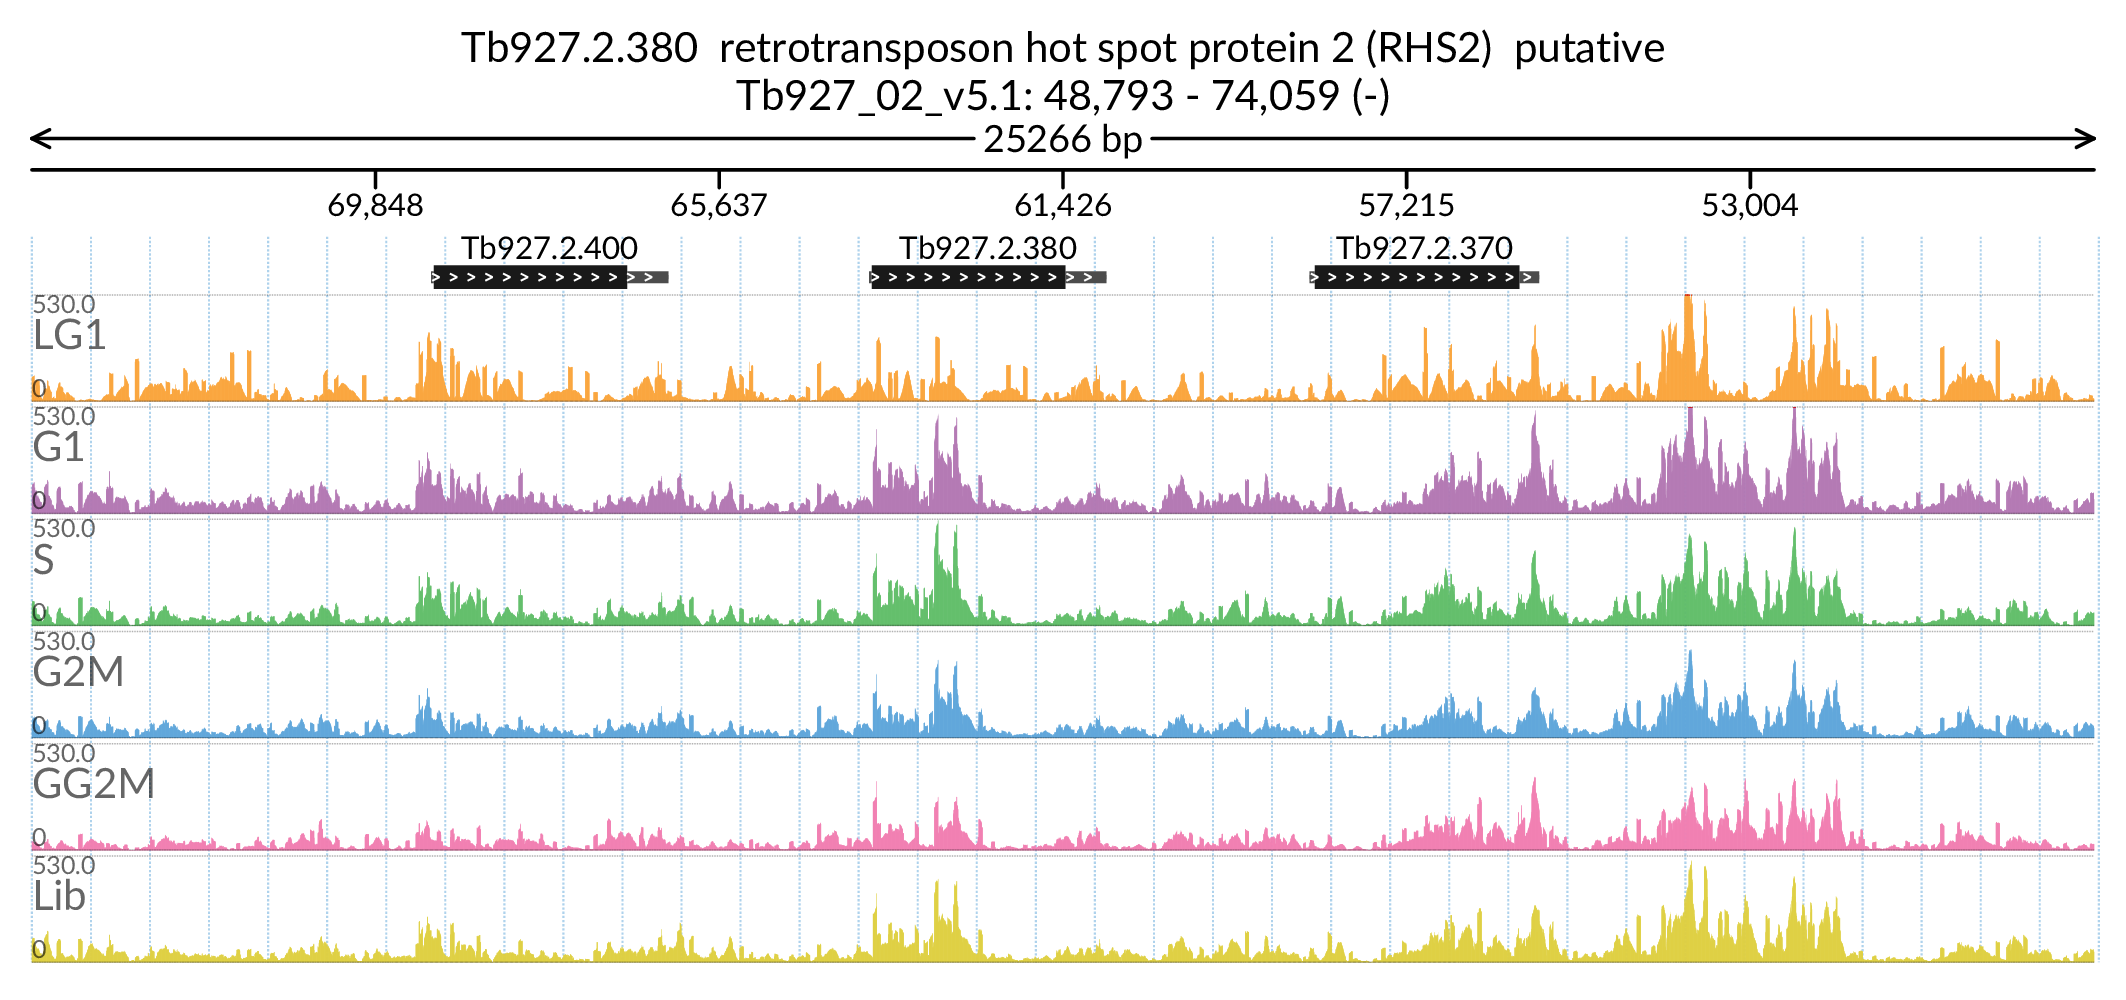 Tb927.2.380  retrotransposon hot spot protein 2 (RHS2)  putative
Tb927_02_v5.1: 48,793 - 74,059 (-)
25266 bp
69,848 65,637 61,426 57,215 53,004
Tb927.2.400 Tb927.2.380 Tb927.2.370
530.0
LG1
0
530.0
G1
0
530.0
S
0
530.0
G2M
0
530.0
GG2M
0
530.0
Lib
0